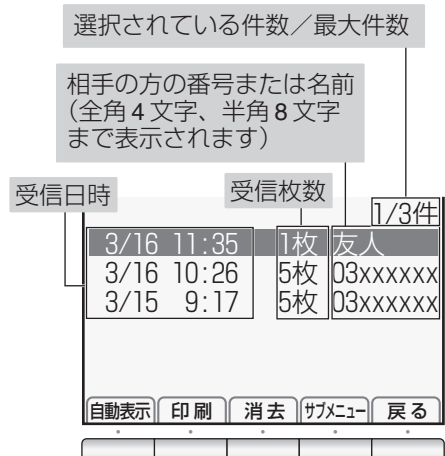 選択されている件数／最大件数
相手の方の番号または名前
（全角4文字、半角8文字
まで表示されます）
受信日時
受信枚数
1/3件
3/16 11:35 1枚 友人
3/16 10:26 5枚 03xxxxxx
3/15 9:17 5枚 03xxxxxx
自動表示 印刷 消去 ｻﾌﾞﾒﾆｭｰ 戻る